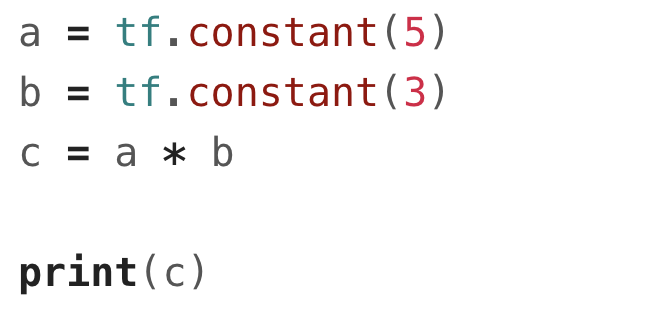 a = tf.constant(5)
b = tf.constant(3)
c = a * b
print(c)